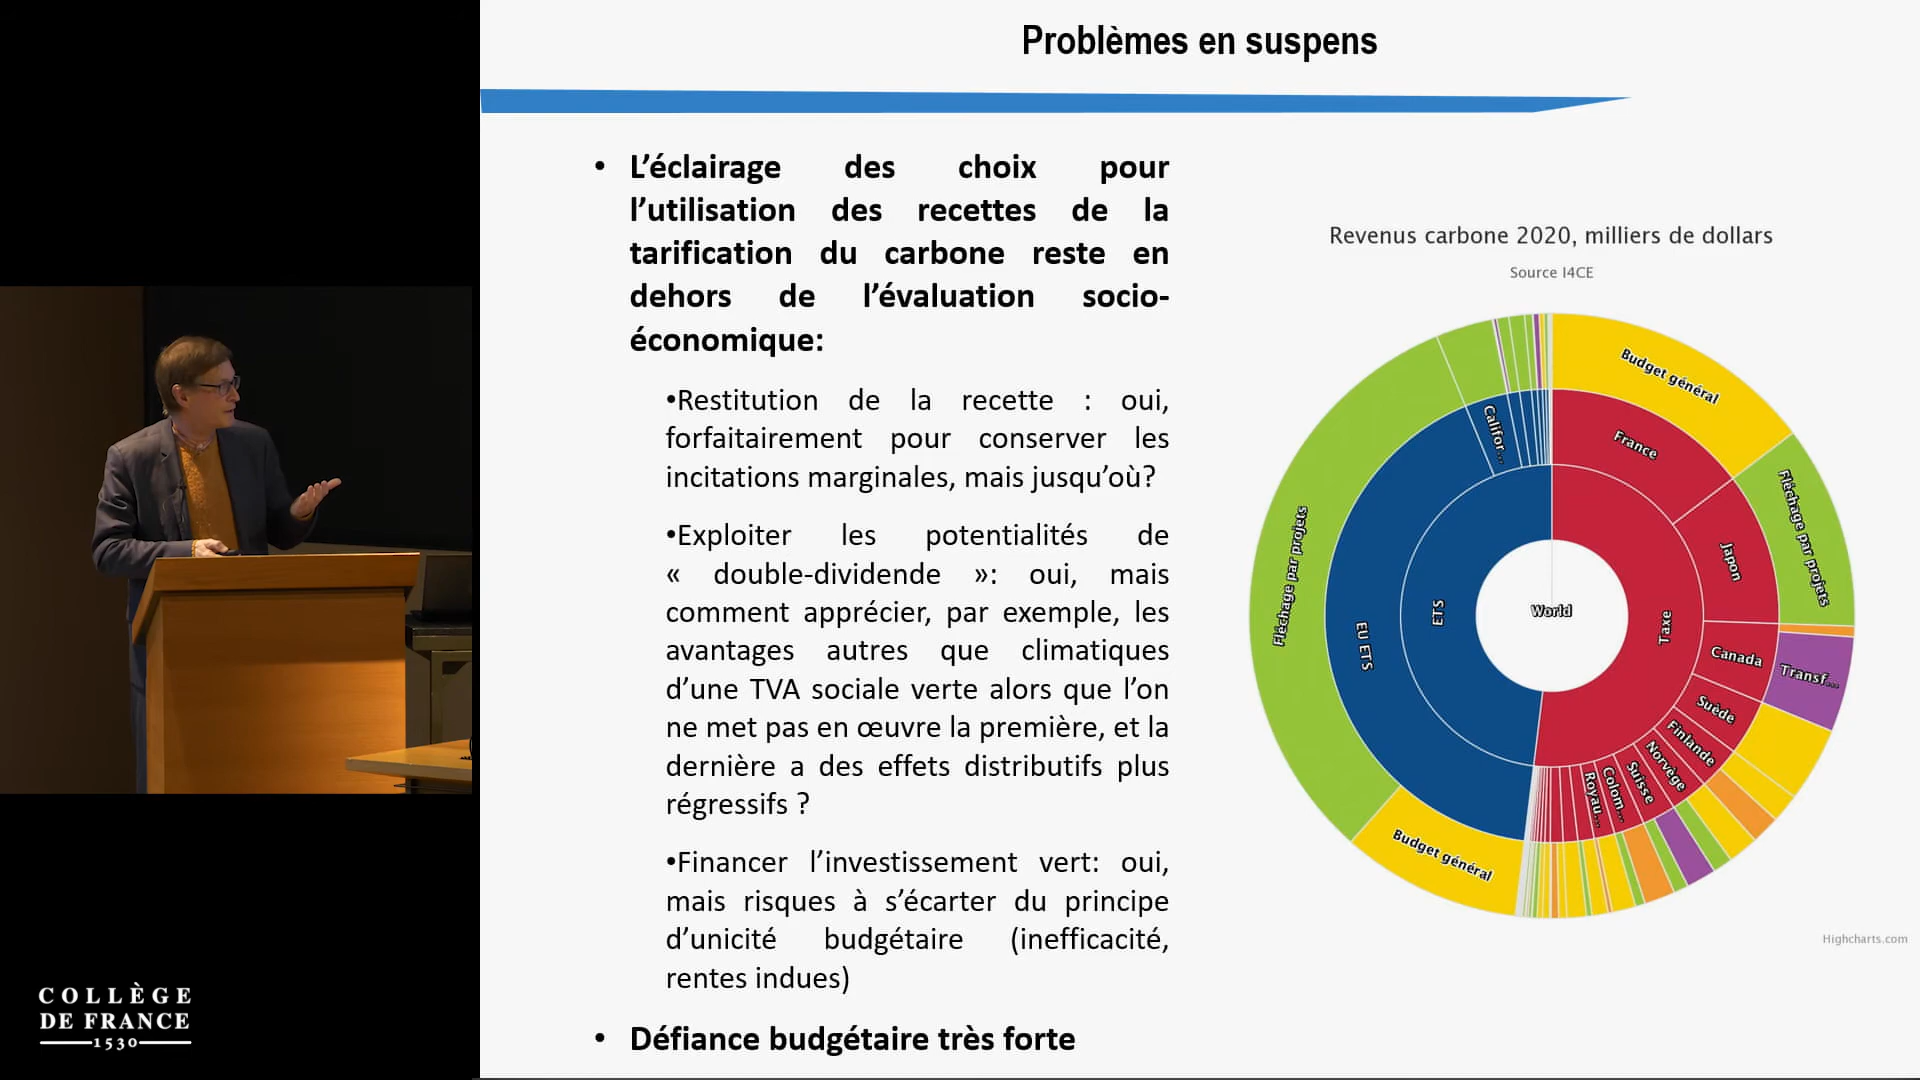 Problèmes en suspens
• L’éclairage des choix pour
l’utilisation des recettes de la
tarification du carbone reste en
dehors de l’évaluation socio-
économique:
•Restitution de la recette : oui,
forfaitairement pour conserver les
incitations marginales, mais jusqu’où?
•Exploiter les potentialités de
« double-dividende »: oui, mais
comment apprécier, par exemple, les
avantages autres que climatiques
d’une TVA sociale verte alors que l’on
ne met pas en œuvre la première, et la
dernière a des effets distributifs plus
régressifs ?
•Financer l’investissement vert: oui,
mais risques à s’écarter du principe
d’unicité budgétaire (inefficacité,
rentes indues)
• Défiance budgétaire très forte
Revenus carbone 2020, milliers de dollars
Source I4CE
World
Taxe
France
Japon
Canada
Suède
Finlande
Norvège
Suisse
Colom...
Royau...
ETS
EU ETS
Califor...
Budget général
Fléchage par projets
Transf...
Budget général
Fléchage par projets
Highcharts.com
COLLÈGE
DE FRANCE
1530